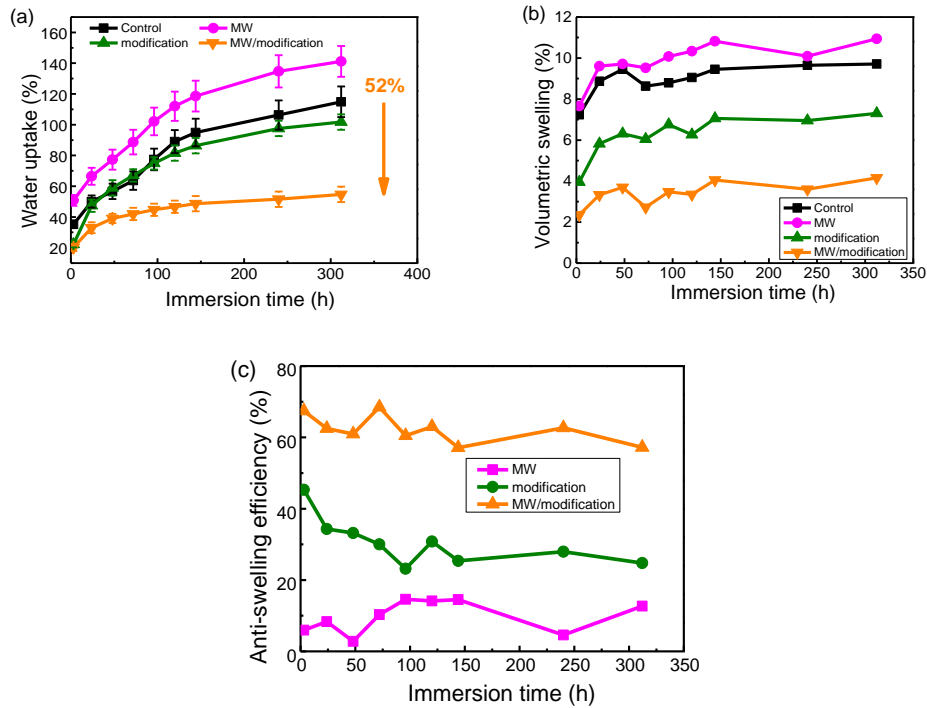 (a)
Control
MW
modification
MW/modification
52%
Water uptake (%)
160
140
120
100
80
60
40
20
0
100
200
300
400
Immersion time (h)
(b)
Volumetric swelling (%)
12
10
8
6
4
2
0
Control
MW
modification
MW/modification
0
50
100
150
200
250
300
350
Immersion time (h)
(c)
Anti-swelling efficiency (%)
80
60
40
20
0
MW
modification
MW/modification
0
50
100
150
200
250
300
350
Immersion time (h)